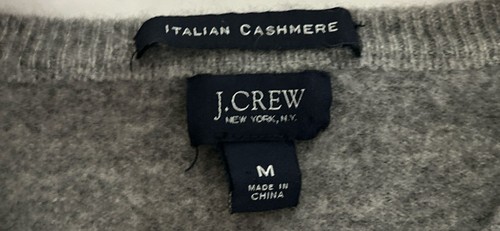 ITALIAN CASHMERE
J.CREW
NEW YORK, N.Y.
M
MADE IN
CHINA